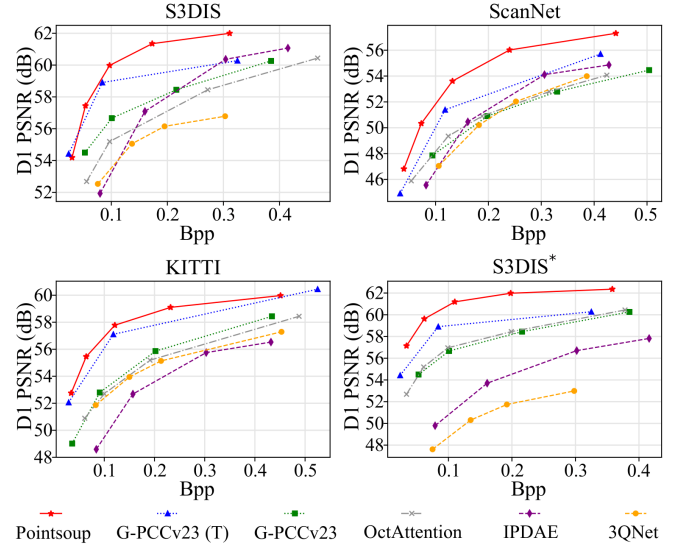 S3DIS
ScanNet
D1 PSNR (dB)
62
60
58
56
54
52
0.1 0.2 0.3 0.4
Bpp
D1 PSNR (dB)
56
54
52
50
48
46
0.1 0.2 0.3 0.4 0.5
Bpp
KITTI
S3DIS*
D1 PSNR (dB)
60
58
56
54
52
50
48
0.1 0.2 0.3 0.4 0.5
Bpp
D1 PSNR (dB)
62
60
58
56
54
52
50
48
0.1 0.2 0.3 0.4
Bpp
Pointsoup G-PCCv23 (T) G-PCCv23 OctAttention IPDAE 3QNet